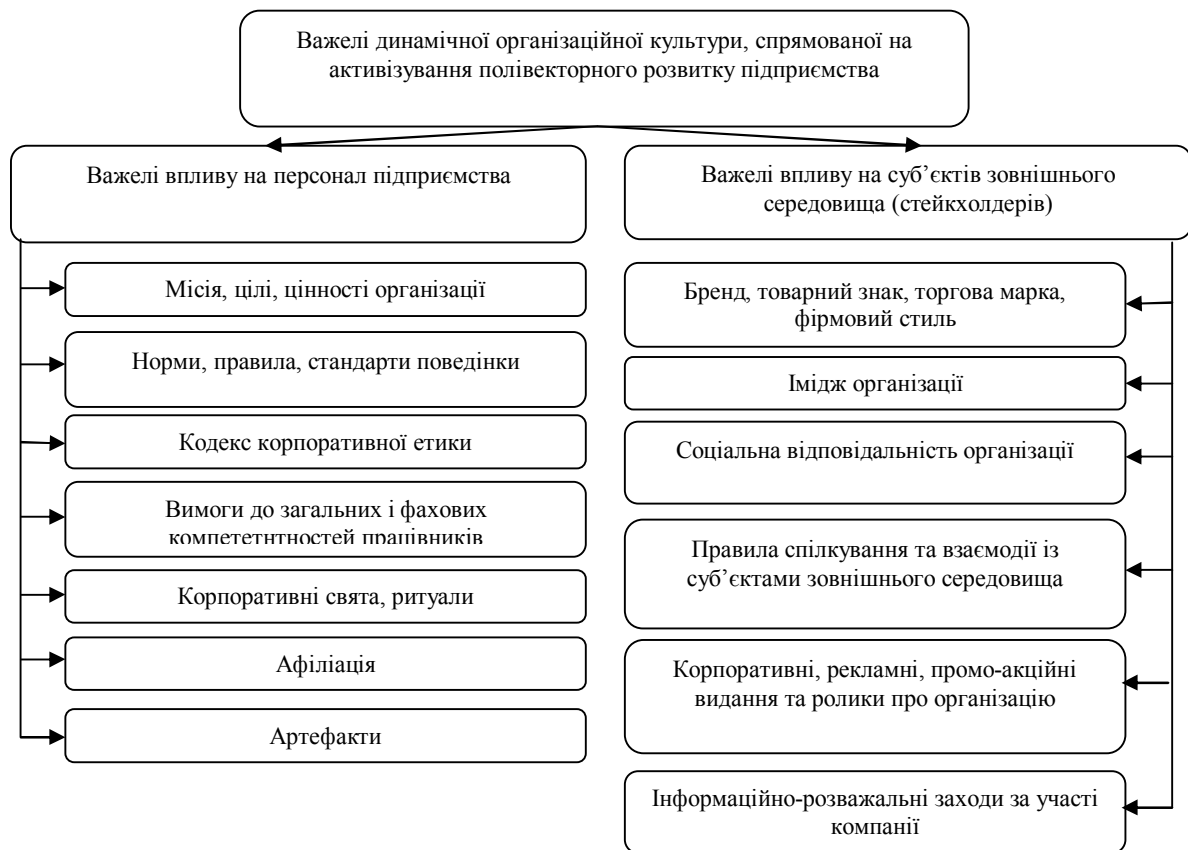 Важелі динамічної організаційної культури, спрямованої на
активізування полівекторного розвитку підприємства
Важелі впливу на персонал підприємства
Місія, цілі, цінності організації
Норми, правила, стандарти поведінки
Кодекс корпоративної етики
Вимоги до загальних і фахових
компететнтностей працівників
Корпоративні свята, ритуали
Афіліація
Артефакти
Важелі впливу на суб’єктів зовнішнього
середовища (стейкхолдерів)
Бренд, товарний знак, торгова марка,
фірмовий стиль
Імідж організації
Соціальна відповідальність організації
Правила спілкування та взаємодії із
суб’єктами зовнішнього середовища
Корпоративні, рекламні, промо-акційні
видання та ролики про організацію
Інформаційно-розважальні заходи за участі
компанії